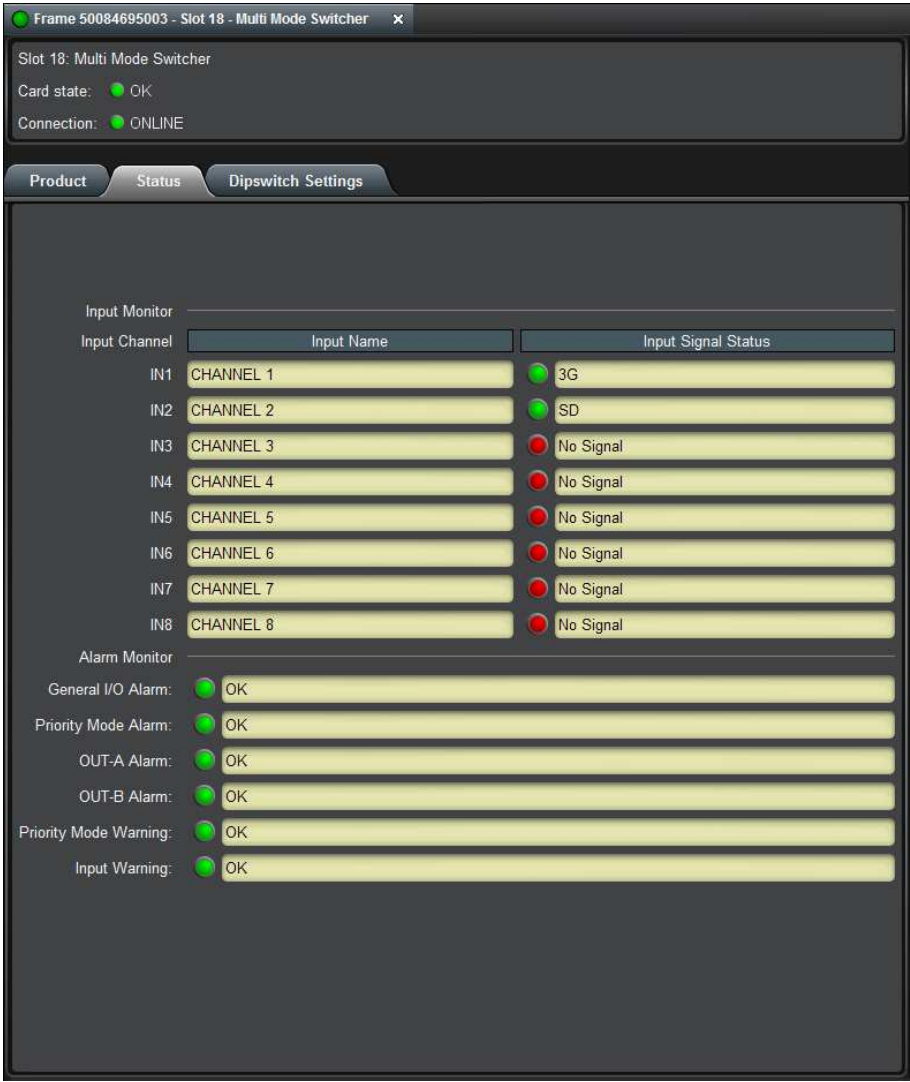 Frame 50084695003 - Slot 18 - Multi Mode Switcher x
Slot 18: Multi Mode Switcher
Card state: OK
Connection: ONLINE
Product Status Dipswitch Settings
Input Monitor
Input Channel Input Name Input Signal Status
IN1 CHANNEL 1 3G
IN2 CHANNEL 2 SD
IN3 CHANNEL 3 No Signal
IN4 CHANNEL 4 No Signal
IN5 CHANNEL 5 No Signal
IN6 CHANNEL 6 No Signal
IN7 CHANNEL 7 No Signal
IN8 CHANNEL 8 No Signal
Alarm Monitor
General I/O Alarm: OK
Priority Mode Alarm: OK
OUT-A Alarm: OK
OUT-B Alarm: OK
Priority Mode Warning: OK
Input Warning: OK